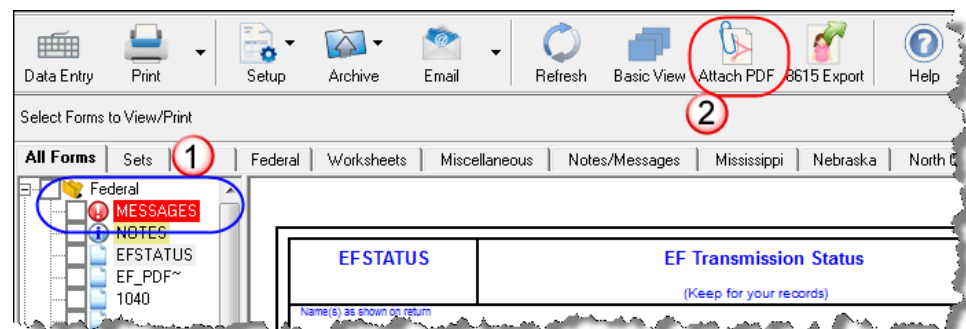 Data Entry Print Setup Archive Email Refresh Basic View Attach PDF 8615 Export Help
2
Select Forms to View/Print
1
All Forms Sets Federal Worksheets Miscellaneous Notes/Messages Mississippi Nebraska North
Federal
MESSAGES
NOTES
EFSTATUS
EF_PDF~
1040
EFSTATUS EF Transmission Status
(Keep for your records)
Name(s) as shown on return